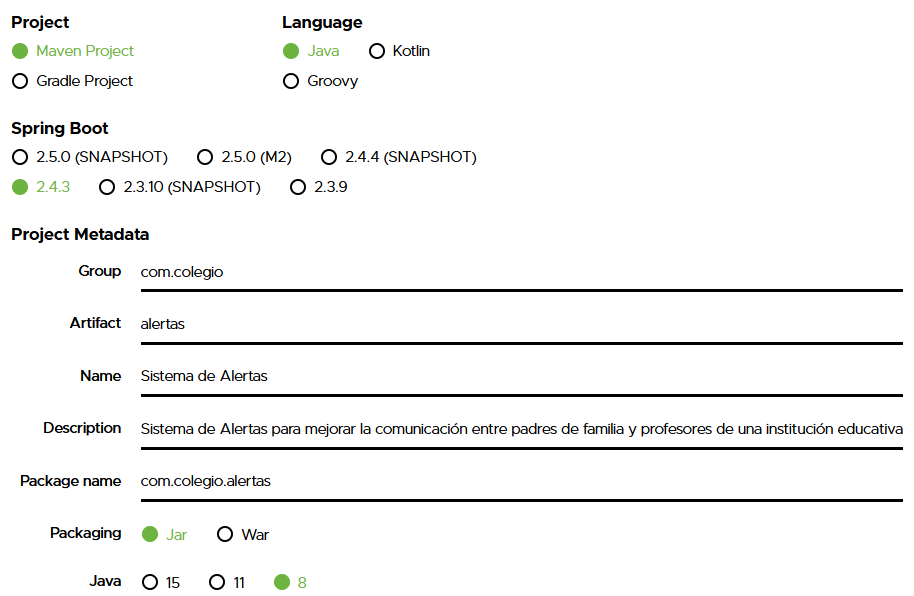 Project
Language
Maven Project
Java
Kotlin
Gradle Project
Groovy
Spring Boot
2.5.0 (SNAPSHOT)
2.5.0 (M2)
2.4.4 (SNAPSHOT)
2.4.3
2.3.10 (SNAPSHOT)
2.3.9
Project Metadata
Group
com.colegio
Artifact
alertas
Name
Sistema de Alertas
Description
Sistema de Alertas para mejorar la comunicación entre padres de familia y profesores de una institución educativa
Package name
com.colegio.alertas
Packaging
Jar
War
Java
15
11
8